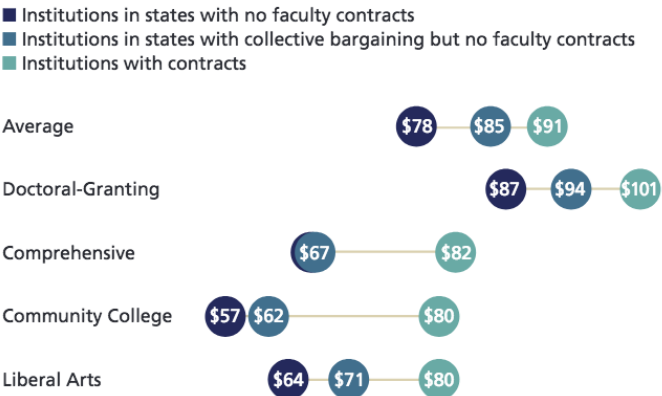 Institutions in states with no faculty contracts
Institutions in states with collective bargaining but no faculty contracts
Institutions with contracts
Average $78 $85 $91
Doctoral-Granting $87 $94 $101
Comprehensive $67 $82
Community College $57 $62 $80
Liberal Arts $64 $71 $80